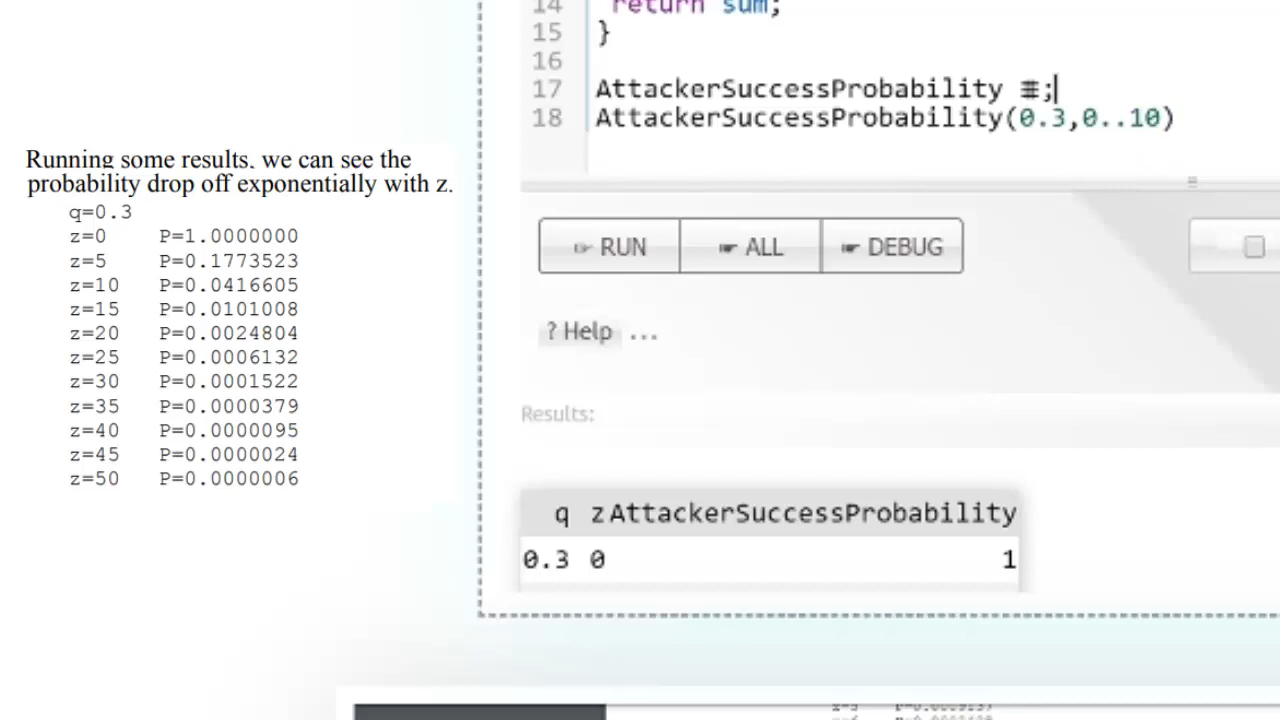 Running some results, we can see the
probability drop off exponentially with z.
q=0.3
z=0 P=1.0000000
z=5 P=0.1773523
z=10 P=0.0416605
z=15 P=0.0101008
z=20 P=0.0024804
z=25 P=0.0006132
z=30 P=0.0001522
z=35 P=0.0000379
z=40 P=0.0000095
z=45 P=0.0000024
z=50 P=0.0000006
14 return sum;
15 }
16
17 AttackerSuccessProbability ≡;
18 AttackerSuccessProbability(0.3,0..10)
☞ RUN ☛ ALL ☛ DEBUG
? Help ...
Results:
q z AttackerSuccessProbability
0.3 0 1